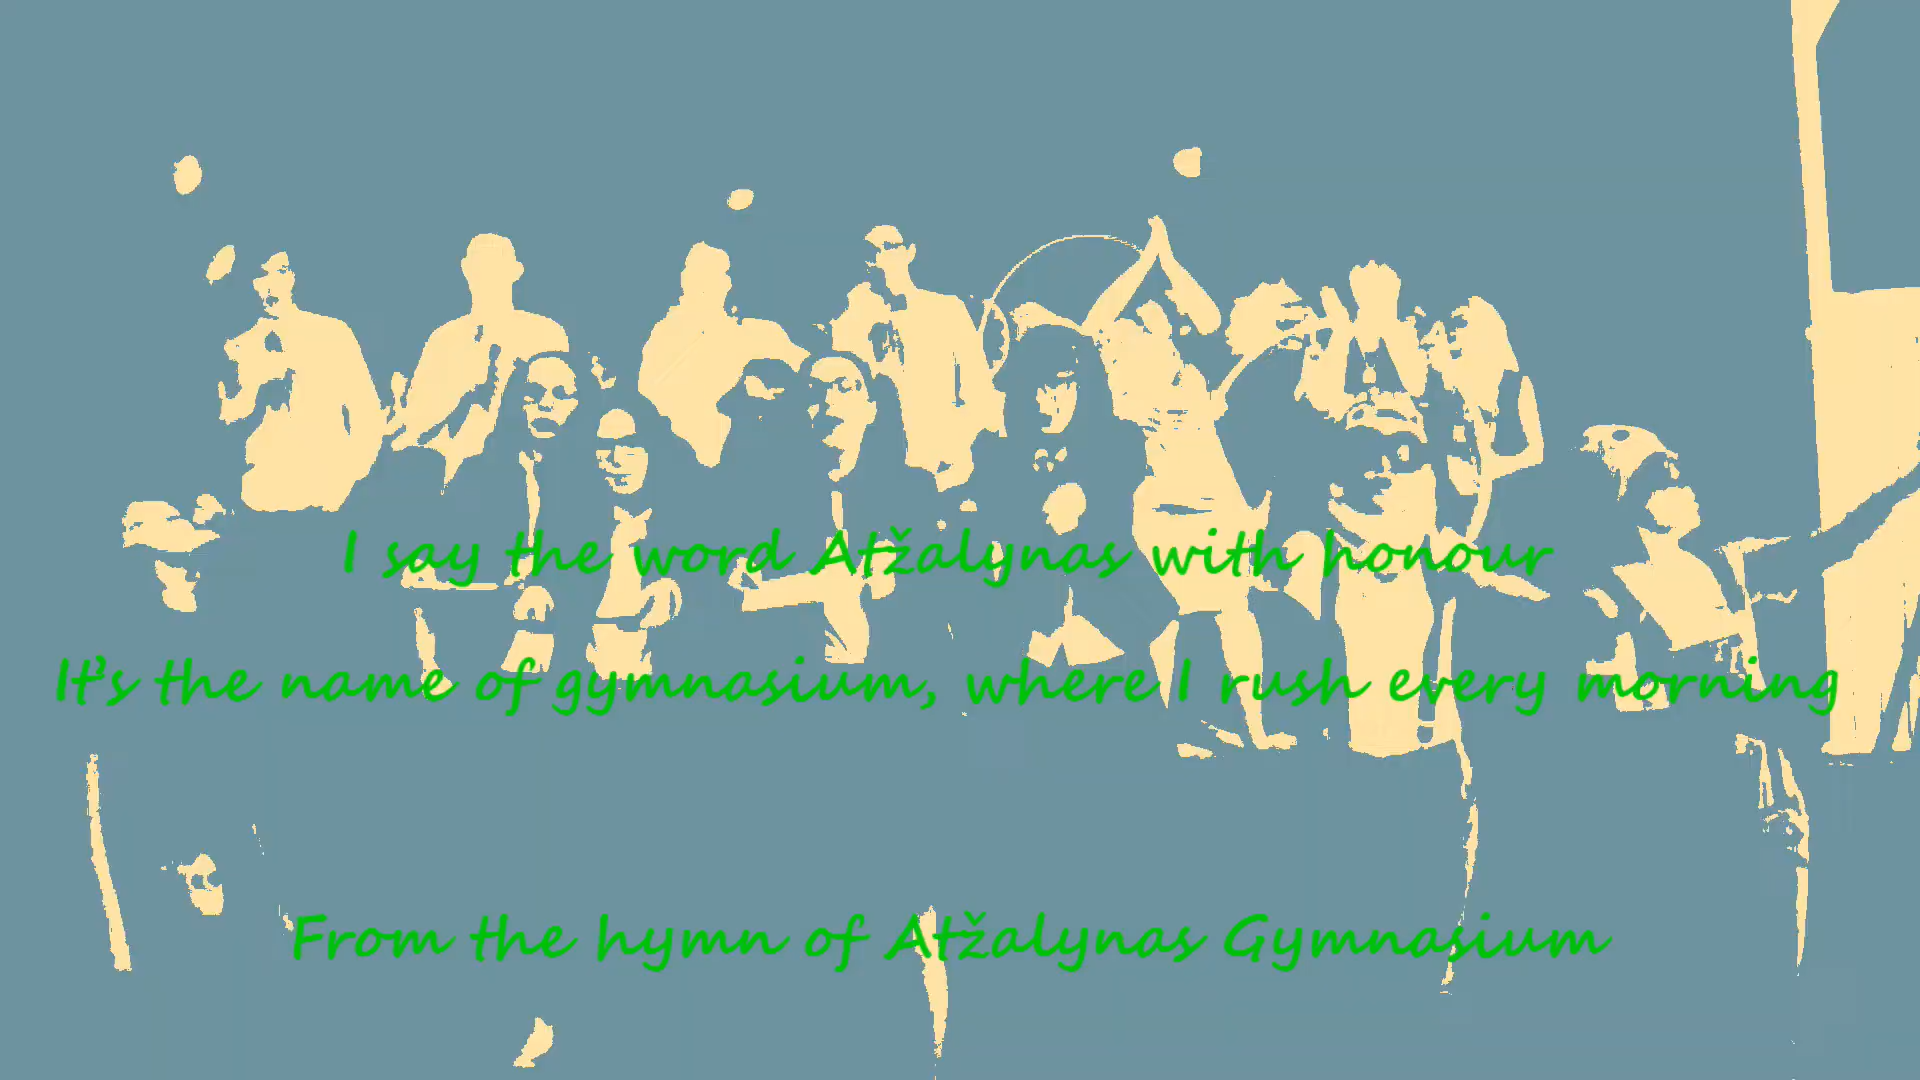 I say the word Atžalynas with honour
It's the name of gymnasium, where I rush every morning
From the hymn of Atžalynas Gymnasium